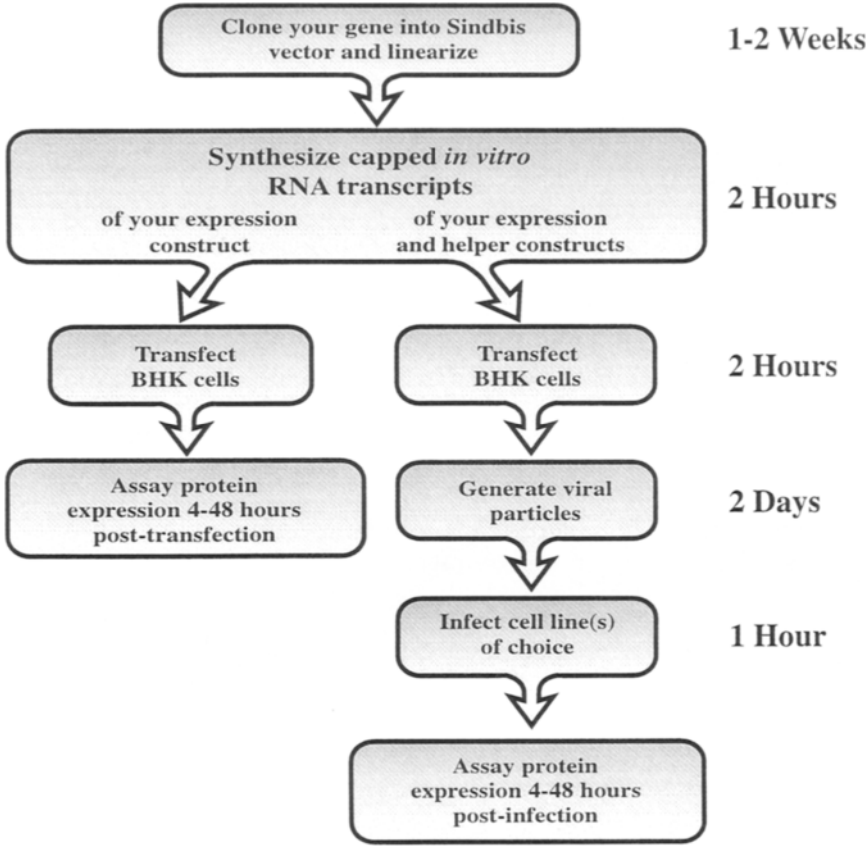 Clone your gene into Sindbis
vector and linearize
1-2 Weeks
Synthesize capped in vitro
RNA transcripts
of your expression
construct
of your expression
and helper constructs
2 Hours
Transfect
BHK cells
Transfect
BHK cells
2 Hours
Assay protein
expression 4-48 hours
post-transfection
Generate viral
particles
2 Days
Infect cell line(s)
of choice
1 Hour
Assay protein
expression 4-48 hours
post-infection